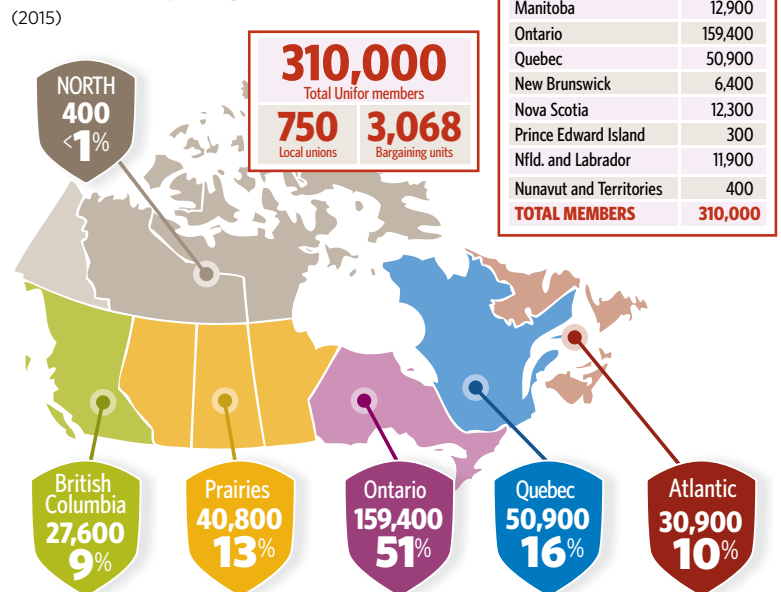 (2015)
310,000
Total Unifor members
750
Local unions
3,068
Bargaining units
Manitoba 12,900
Ontario 159,400
Quebec 50,900
New Brunswick 6,400
Nova Scotia 12,300
Prince Edward Island 300
Nfld. and Labrador 11,900
Nunavut and Territories 400
TOTAL MEMBERS 310,000
NORTH
400
<1%
British
Columbia
27,600
9%
Prairies
40,800
13%
Ontario
159,400
51%
Quebec
50,900
16%
Atlantic
30,900
10%